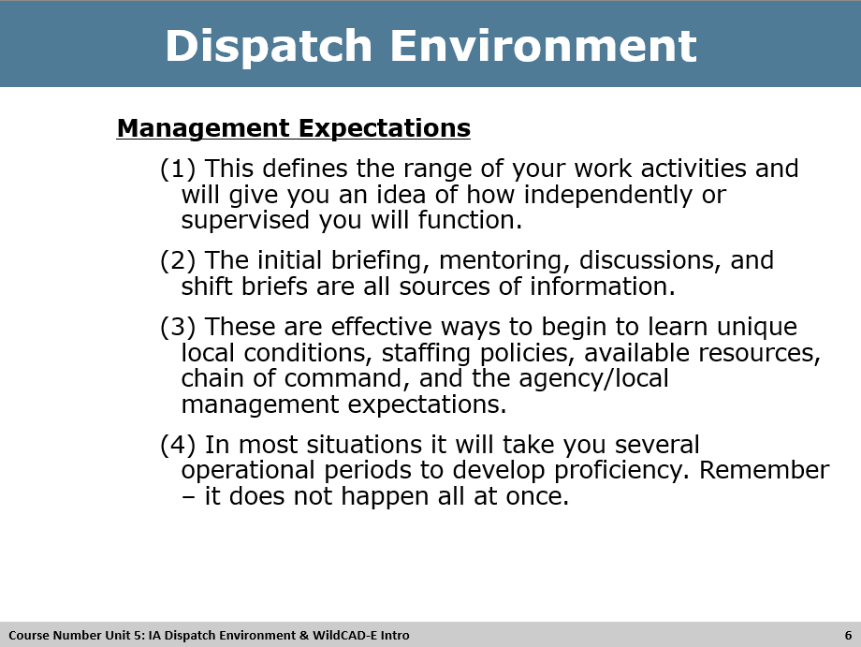 Dispatch Environment
Management Expectations
(1) This defines the range of your work activities and
will give you an idea of how independently or
supervised you will function.
(2) The initial briefing, mentoring, discussions, and
shift briefs are all sources of information.
(3) These are effective ways to begin to learn unique
local conditions, staffing policies, available resources,
chain of command, and the agency/local
management expectations.
(4) In most situations it will take you several
operational periods to develop proficiency. Remember
– it does not happen all at once.
Course Number Unit 5: IA Dispatch Environment & WildCAD-E Intro
6